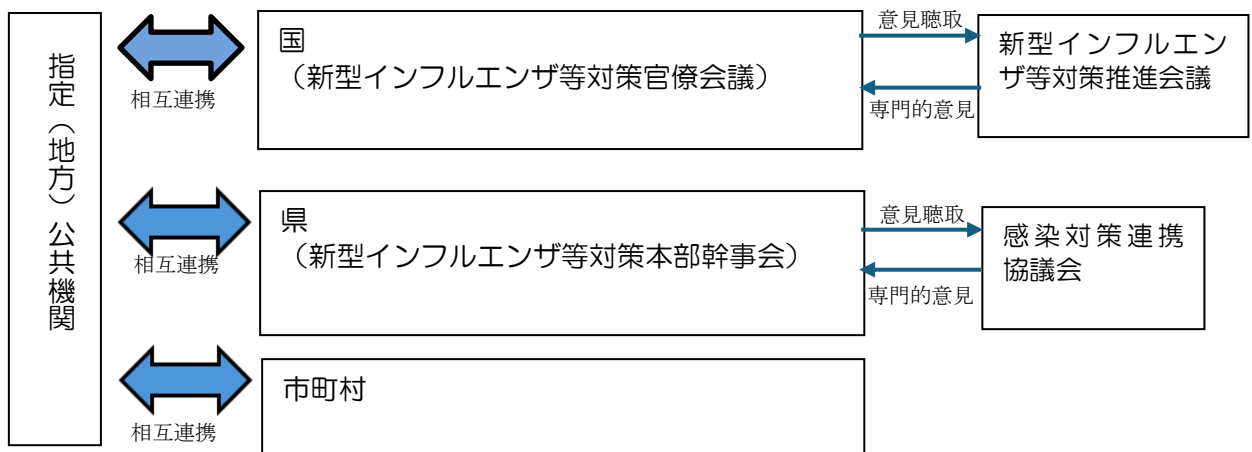 指定（地方）公共機関
相互連携
国
（新型インフルエンザ等対策官僚会議）
意見聴取
専門的意見
新型インフルエン
ザ等対策推進会議
相互連携
県
（新型インフルエンザ等対策本部幹事会）
意見聴取
専門的意見
感染対策連携
協議会
相互連携
市町村